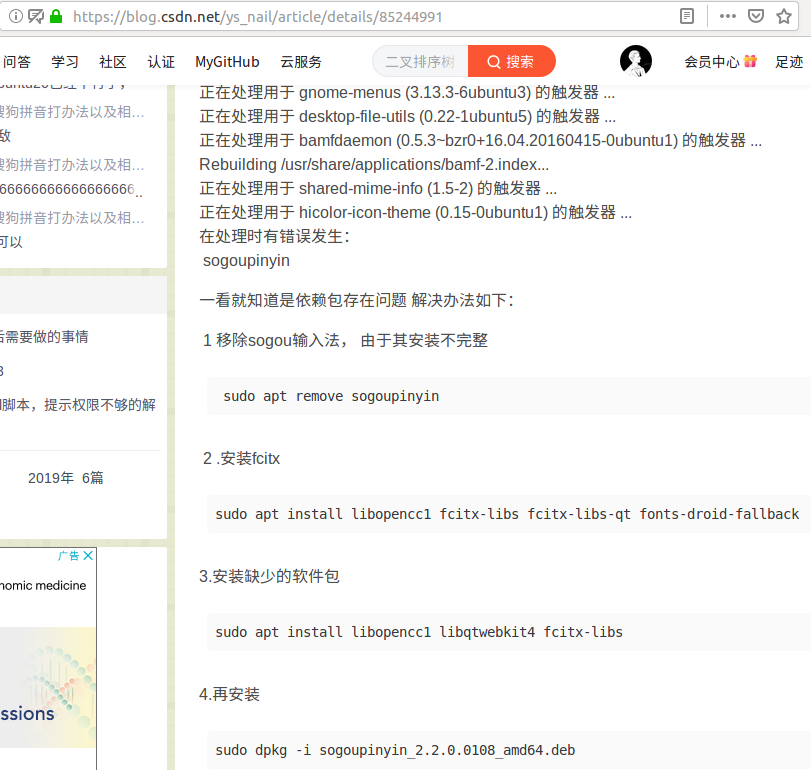 https://blog.csdn.net/ys_nail/article/details/85244991
问答 学习 社区 认证 MyGitHub 云服务 二叉排序树 搜索 会员中心 足迹
搜狗拼音打办法以及相...
敌
搜狗拼音打办法以及相...
66666666666666666..
搜狗拼音打办法以及相...
可以
后需要做的事情
3
脚本，提示权限不够的解
2019年 6篇
广告
nomic medicine
ssions
正在处理用于 gnome-menus (3.13.3-6ubuntu3) 的触发器 ...
正在处理用于 desktop-file-utils (0.22-1ubuntu5) 的触发器 ...
正在处理用于 bamfdaemon (0.5.3~bzr0+16.04.20160415-0ubuntu1) 的触发器 ...
Rebuilding /usr/share/applications/bamf-2.index...
正在处理用于 shared-mime-info (1.5-2) 的触发器 ...
正在处理用于 hicolor-icon-theme (0.15-0ubuntu1) 的触发器 ...
在处理时有错误发生：
sogoupinyin
一看就知道是依赖包存在问题 解决办法如下：
1 移除sogou输入法， 由于其安装不完整
sudo apt remove sogoupinyin
2 .安装fcitx
sudo apt install libopencc1 fcitx-libs fcitx-libs-qt fonts-droid-fallback
3.安装缺少的软件包
sudo apt install libopencc1 libqtwebkit4 fcitx-libs
4.再安装
sudo dpkg -i sogoupinyin_2.2.0.0108_amd64.deb